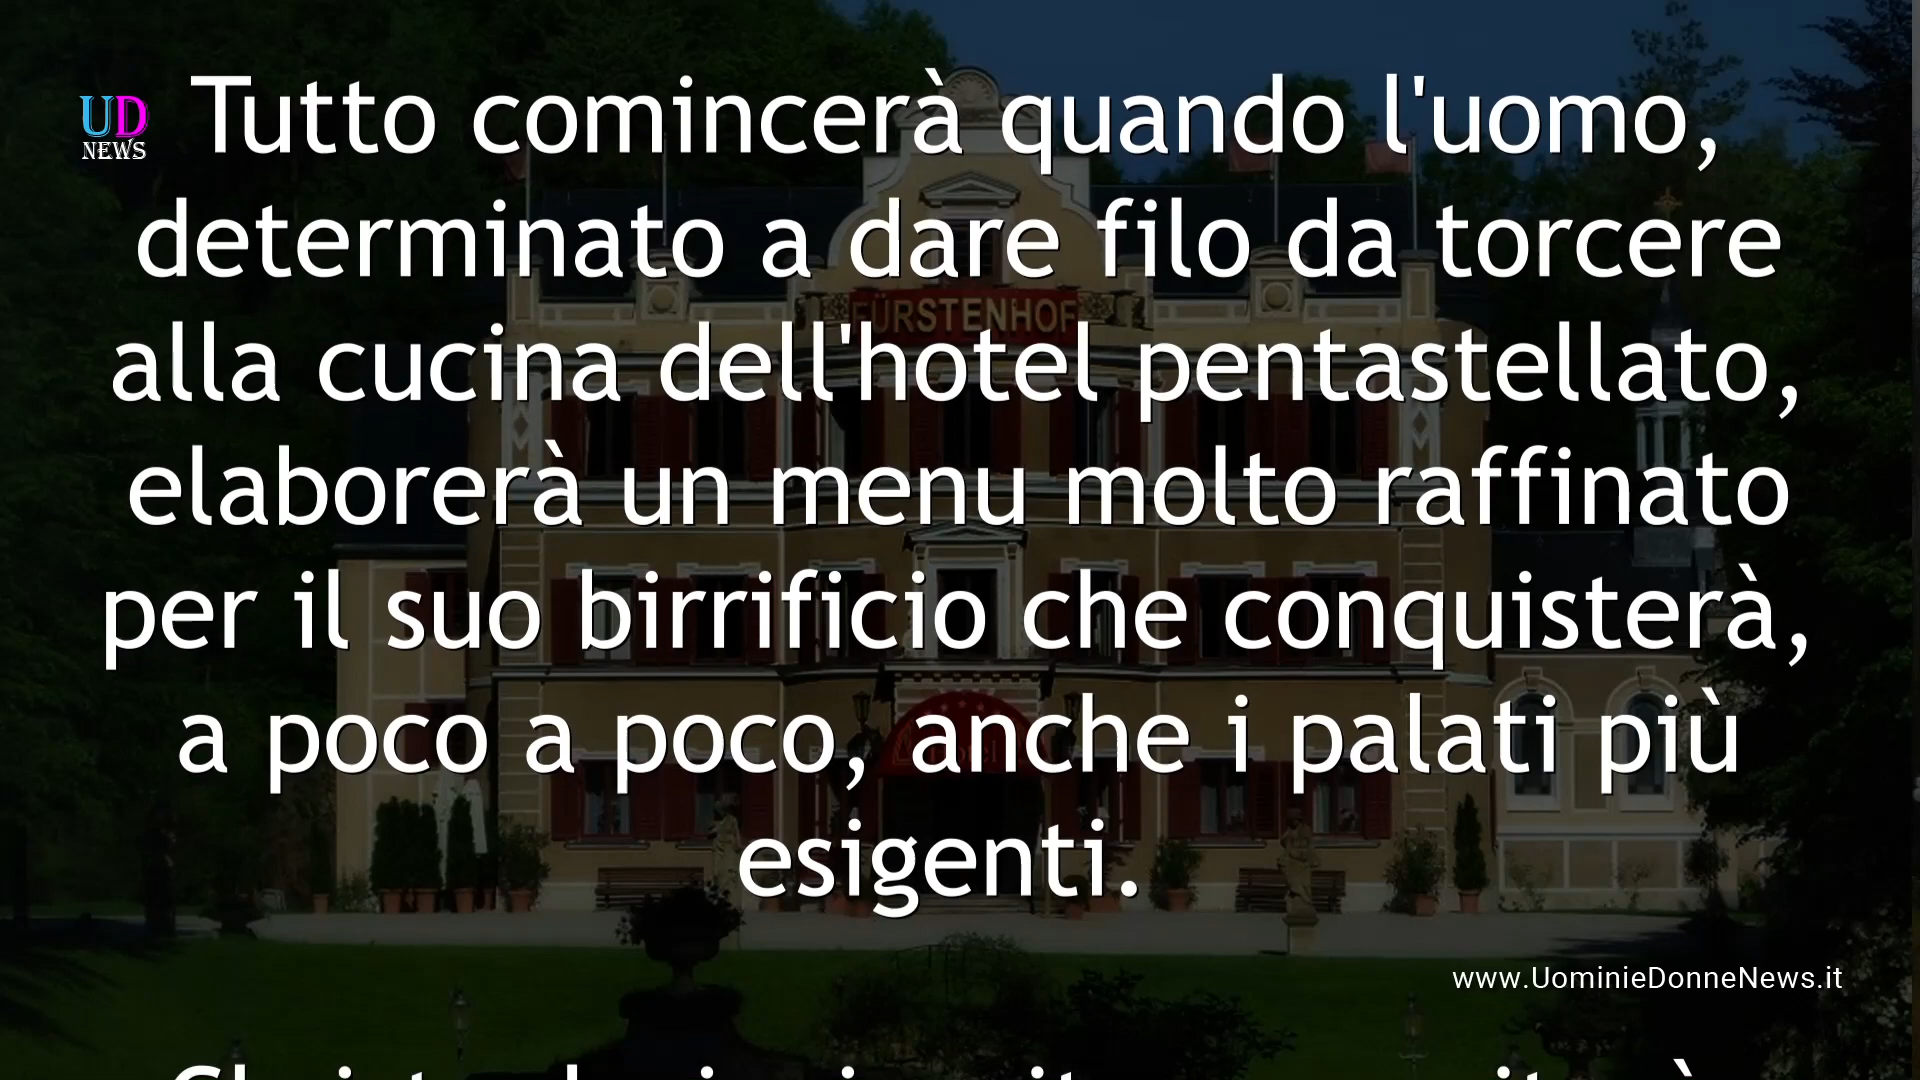 UD
NEWS
Tutto comincerà quando l'uomo,
determinato a dare filo da torcere
FÜRSTENHOF
alla cucina dell'hotel pentastellato,
elaborerà un menu molto raffinato
per il suo birrificio che conquisterà,
a poco a poco, anche i palati più
esigenti.
www.UominieDonneNews.it